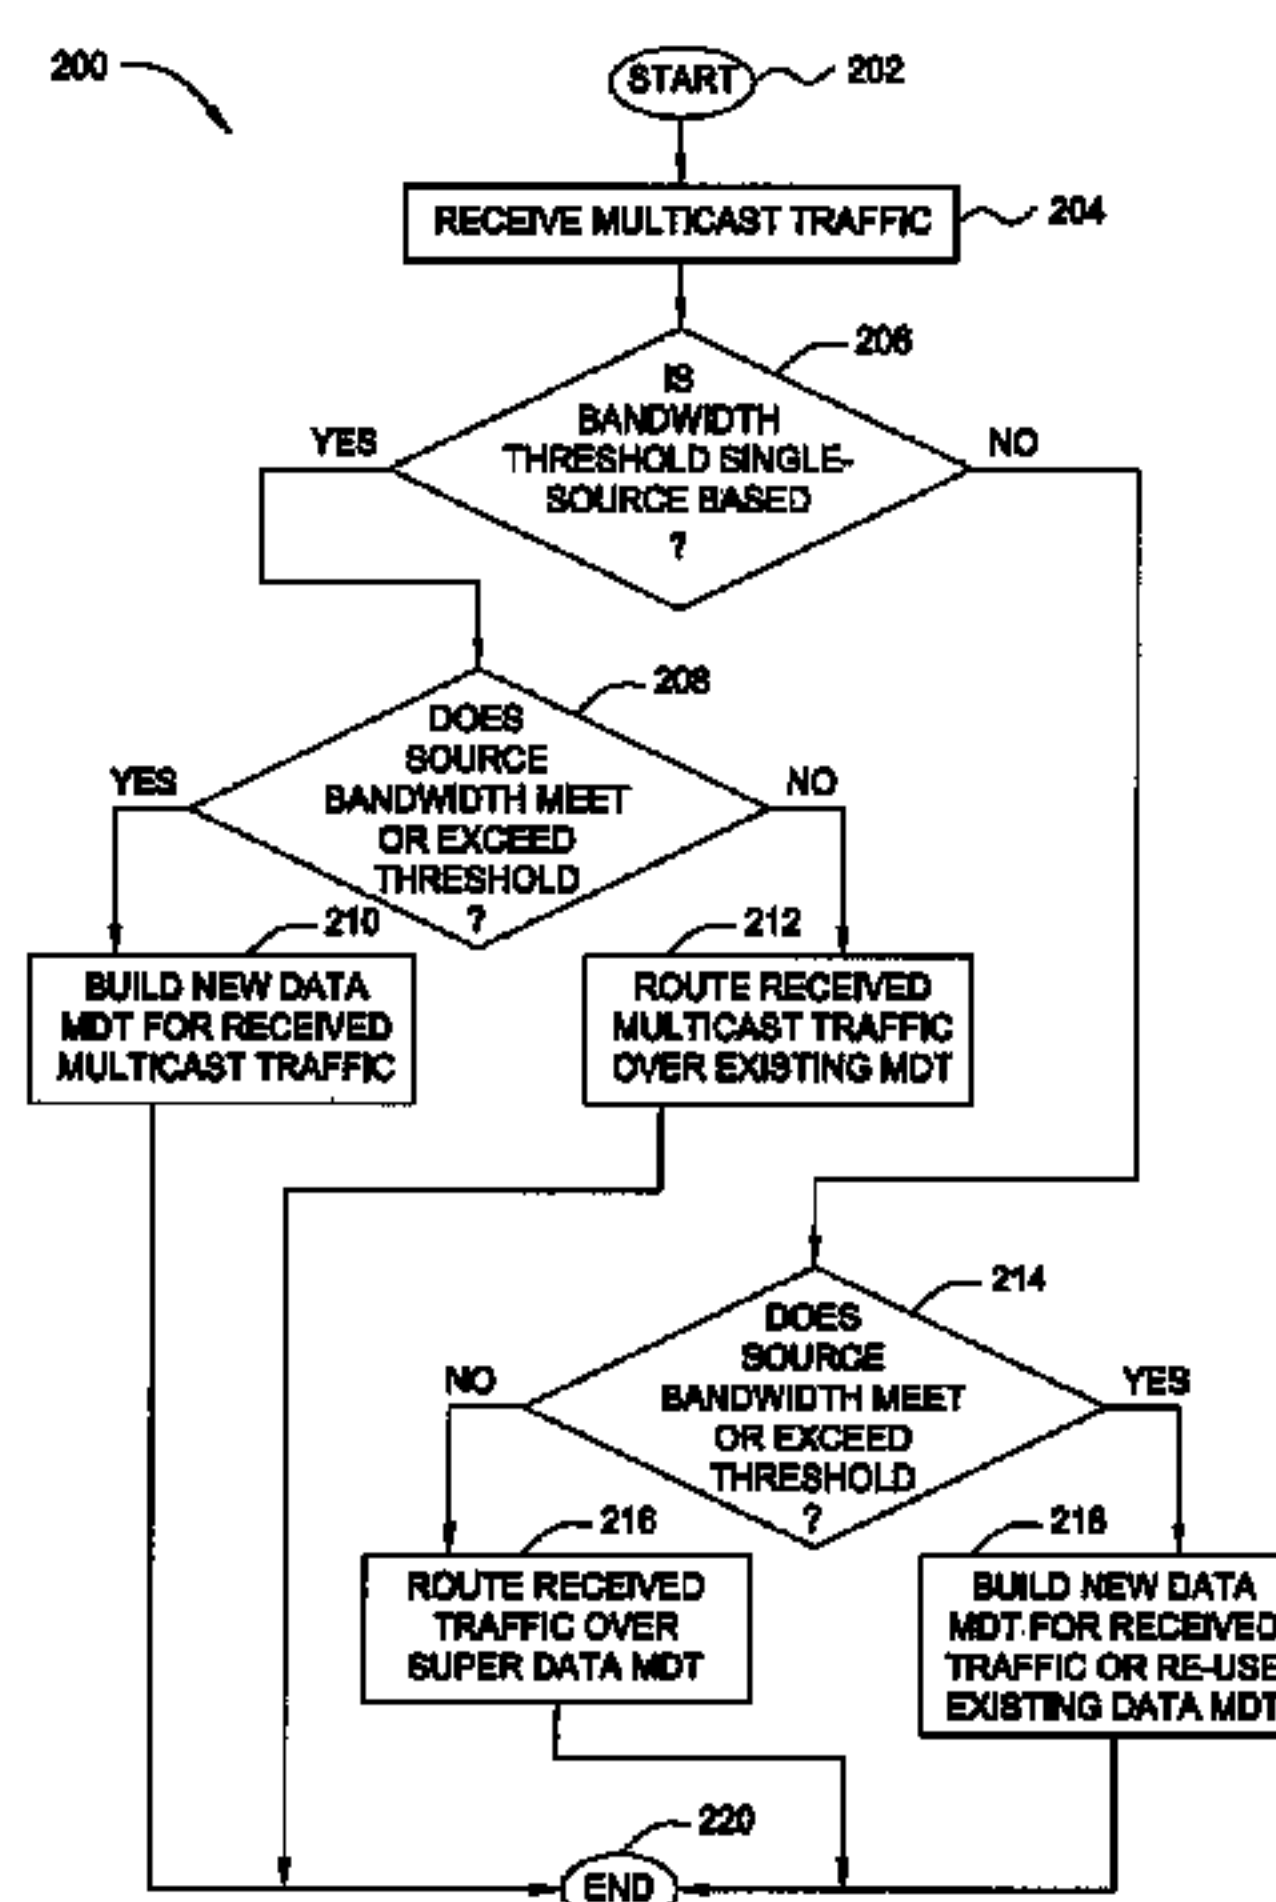 200
START
202
RECEIVE MULTICAST TRAFFIC
204
206
IS
BANDWIDTH
THRESHOLD SINGLE-
SOURCE BASED
?
YES
NO
208
DOES
SOURCE
BANDWIDTH MEET
OR EXCEED
THRESHOLD
?
YES
NO
210
BUILD NEW DATA
MDT FOR RECEIVED
MULTICAST TRAFFIC
212
ROUTE RECEIVED
MULTICAST TRAFFIC
OVER EXISTING MDT
214
DOES
SOURCE
BANDWIDTH MEET
OR EXCEED
THRESHOLD
?
NO
YES
216
ROUTE RECEIVED
TRAFFIC OVER
SUPER DATA MDT
218
BUILD NEW DATA
MDT FOR RECEIVED
TRAFFIC OR RE-USE
EXISTING DATA MDT
220
END